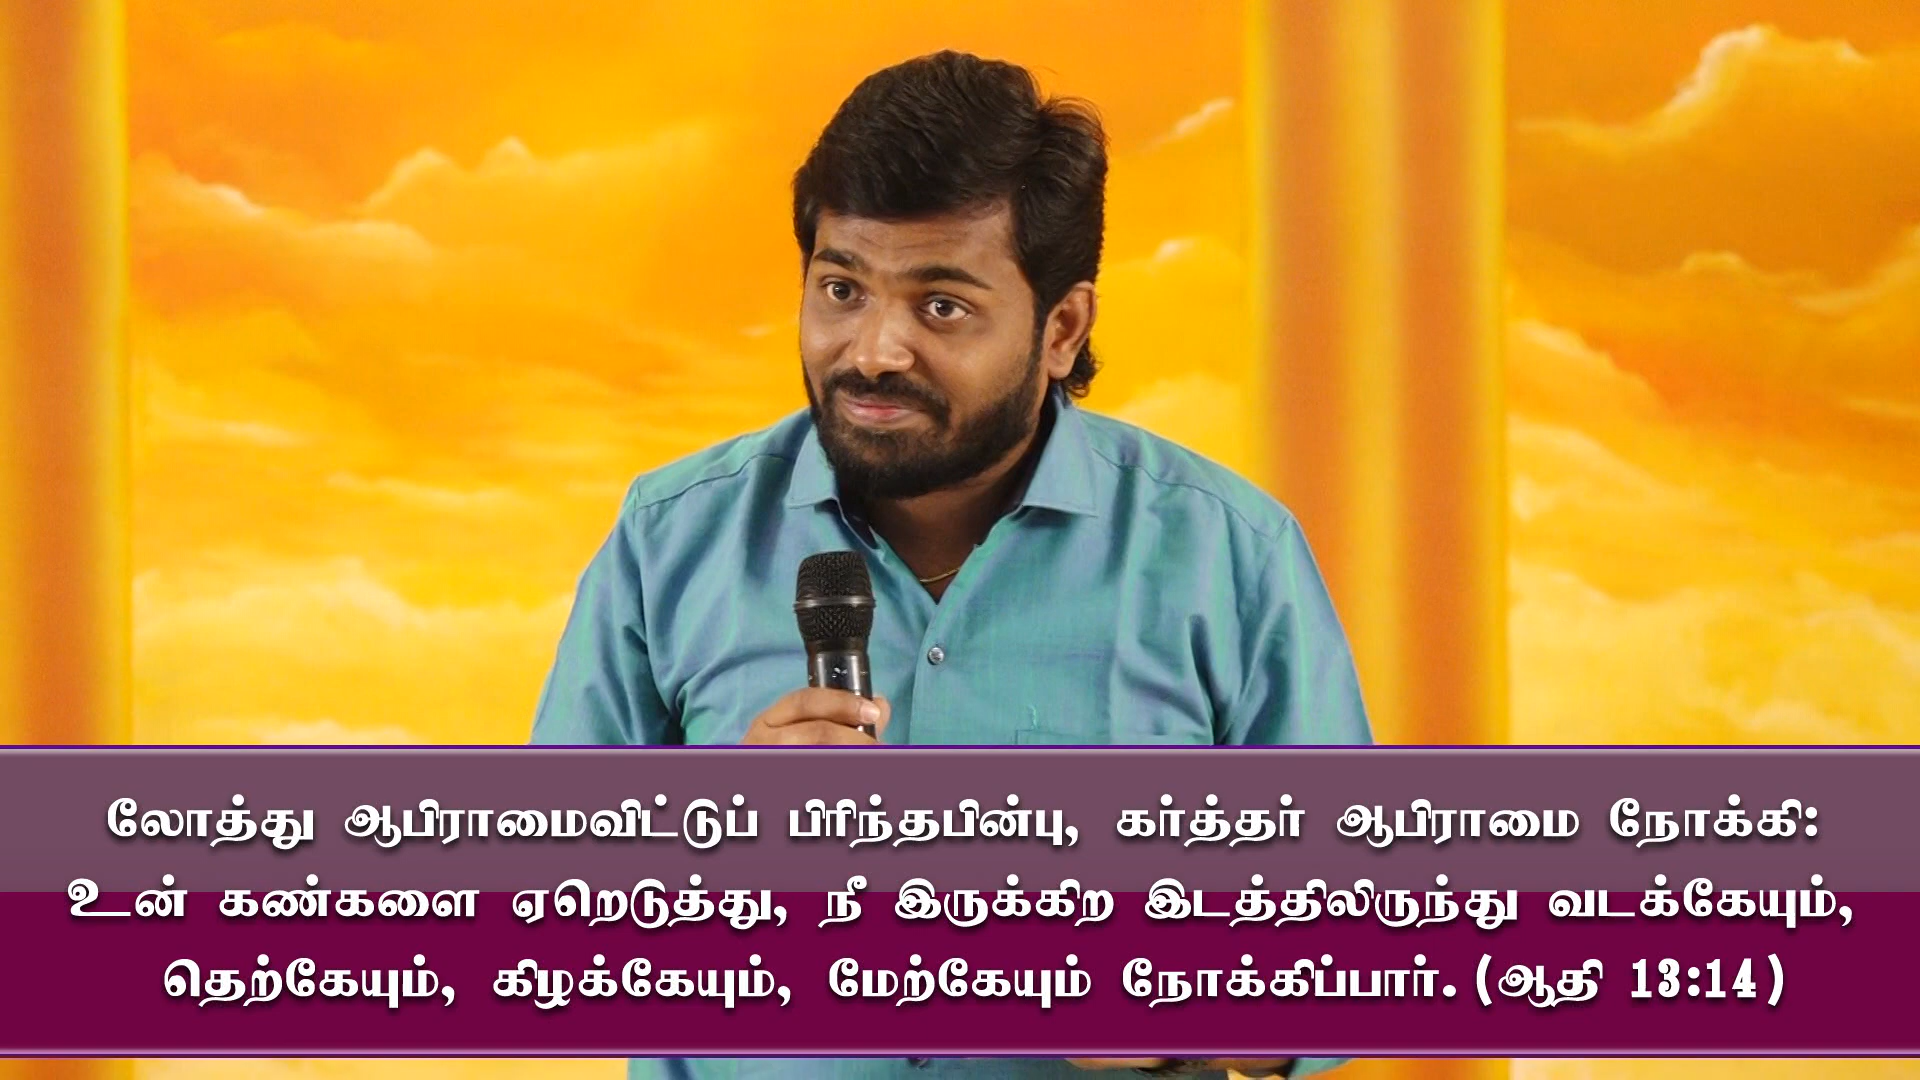 லோத்து ஆபிராமைவிட்டுப் பிரிந்தபின்பு, கர்த்தர் ஆபிராமை நோக்கி:
உன் கண்களை ஏறெடுத்து, நீ இருக்கிற இடத்திலிருந்து வடக்கேயும்,
தெற்கேயும், கிழக்கேயும், மேற்கேயும் நோக்கிப்பார். (ஆதி 13:14)